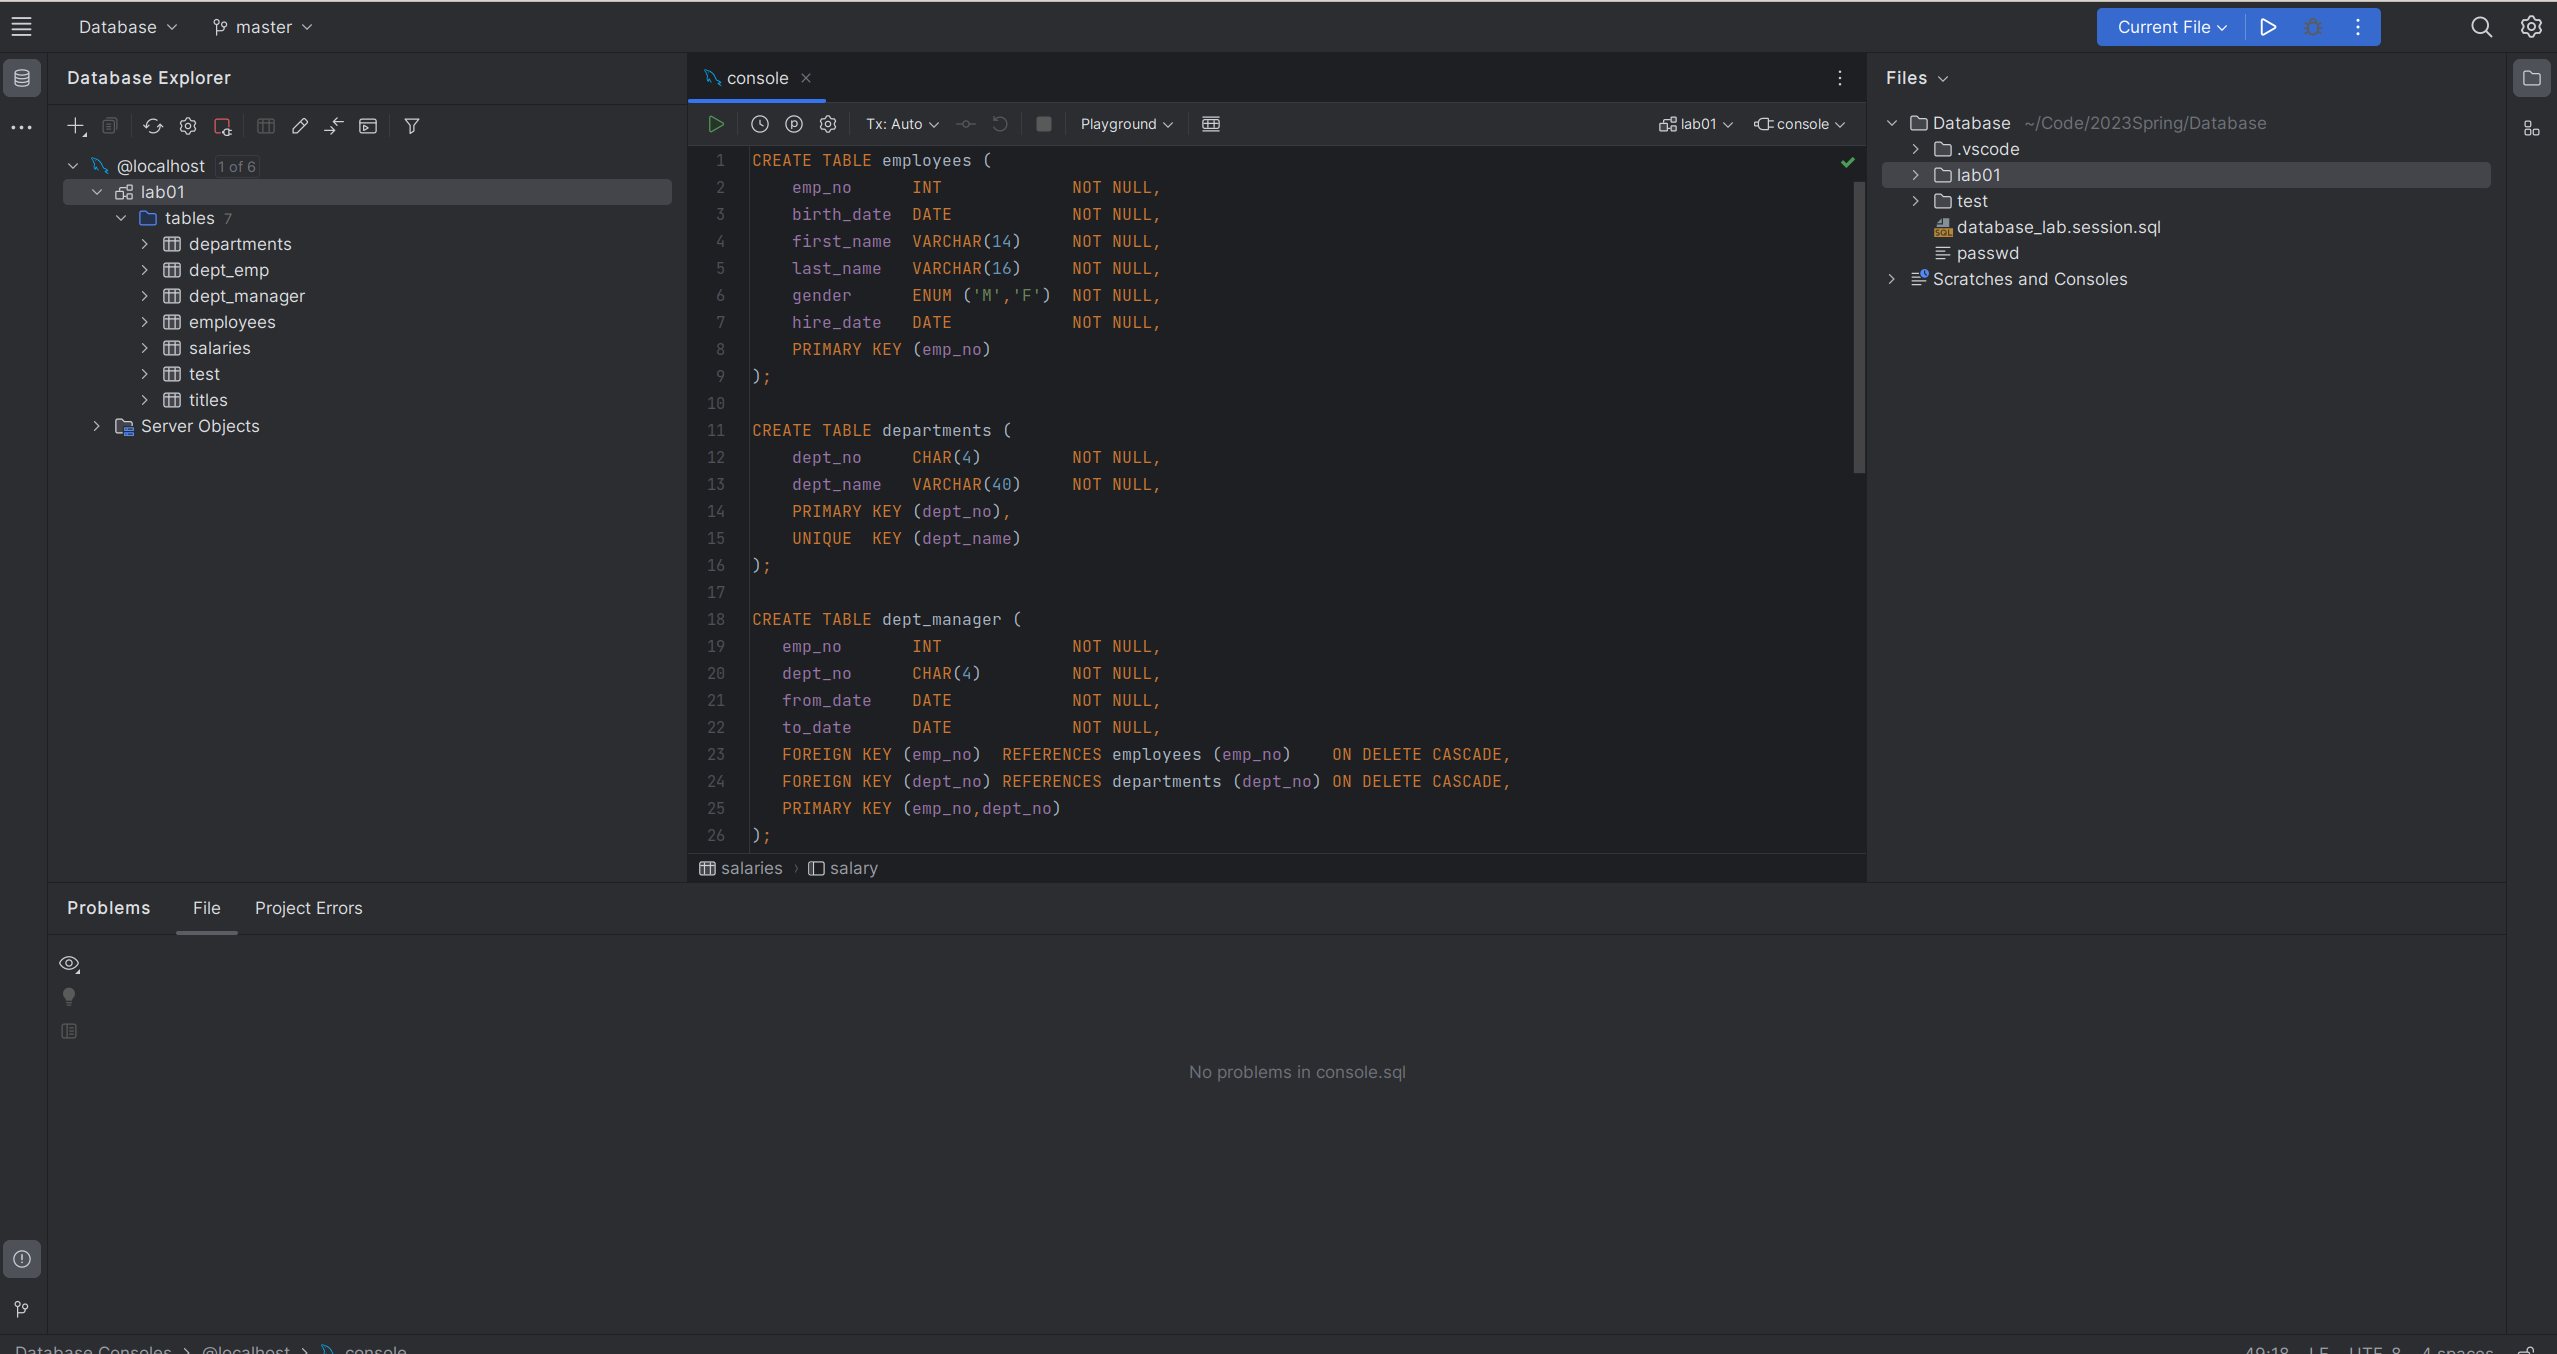 Database
master
Current File
Database Explorer
@localhost 1 of 6
lab01
tables 7
departments
dept_emp
dept_manager
employees
salaries
test
titles
Server Objects
console
Tx: Auto
Playground
lab01
console
1 CREATE TABLE employees (
2 emp_no INT NOT NULL,
3 birth_date DATE NOT NULL,
4 first_name VARCHAR(14) NOT NULL,
5 last_name VARCHAR(16) NOT NULL,
6 gender ENUM ('M','F') NOT NULL,
7 hire_date DATE NOT NULL,
8 PRIMARY KEY (emp_no)
9 );
10
11 CREATE TABLE departments (
12 dept_no CHAR(4) NOT NULL,
13 dept_name VARCHAR(40) NOT NULL,
14 PRIMARY KEY (dept_no),
15 UNIQUE KEY (dept_name)
16 );
17
18 CREATE TABLE dept_manager (
19 emp_no INT NOT NULL,
20 dept_no CHAR(4) NOT NULL,
21 from_date DATE NOT NULL,
22 to_date DATE NOT NULL,
23 FOREIGN KEY (emp_no) REFERENCES employees (emp_no) ON DELETE CASCADE,
24 FOREIGN KEY (dept_no) REFERENCES departments (dept_no) ON DELETE CASCADE,
25 PRIMARY KEY (emp_no,dept_no)
26 );
salaries › salary
Files
Database ~/Code/2023Spring/Database
.vscode
lab01
test
database_lab.session.sql
passwd
Scratches and Consoles
Problems File Project Errors
No problems in console.sql
Database Consoles > @localhost > console
49:18 LF UTF-8 4 spaces